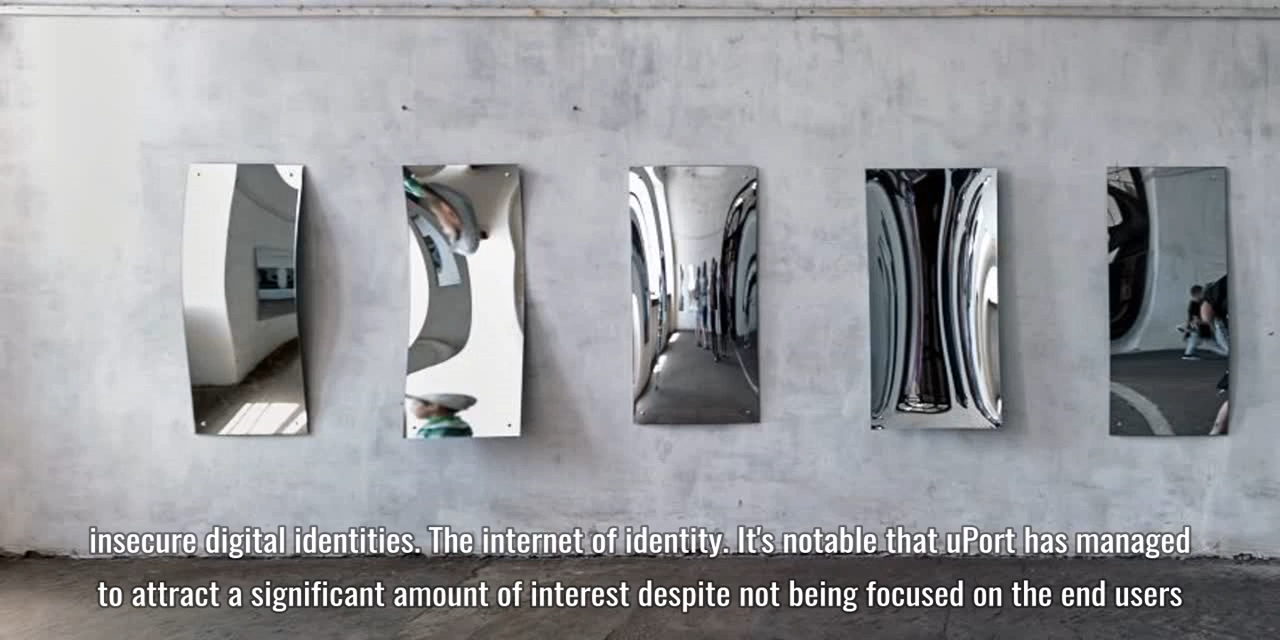 insecure digital identities. The internet of identity. It's notable that uPort has managed
to attract a significant amount of interest despite not being focused on the end users